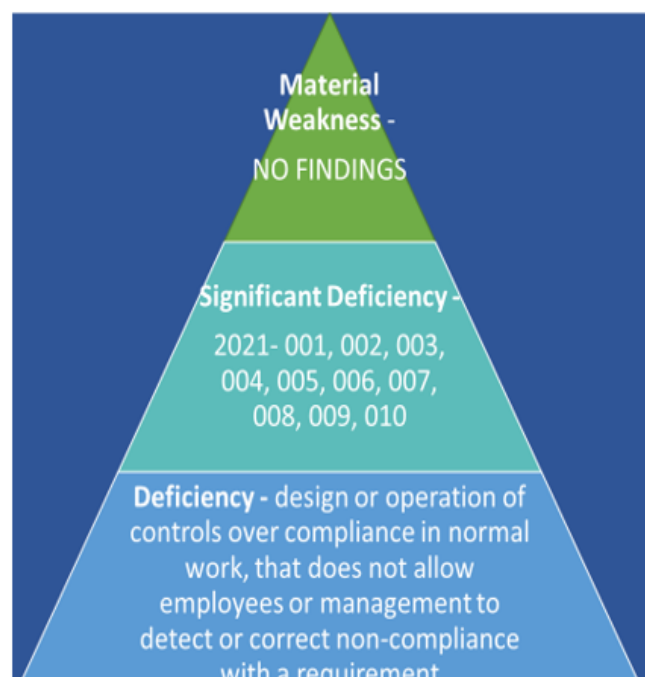 Material
Weakness -
NO FINDINGS
Significant Deficiency -
2021- 001, 002, 003,
004, 005, 006, 007,
008, 009, 010
Deficiency - design or operation of
controls over compliance in normal
work, that does not allow
employees or management to
detect or correct non-compliance
with a requirement